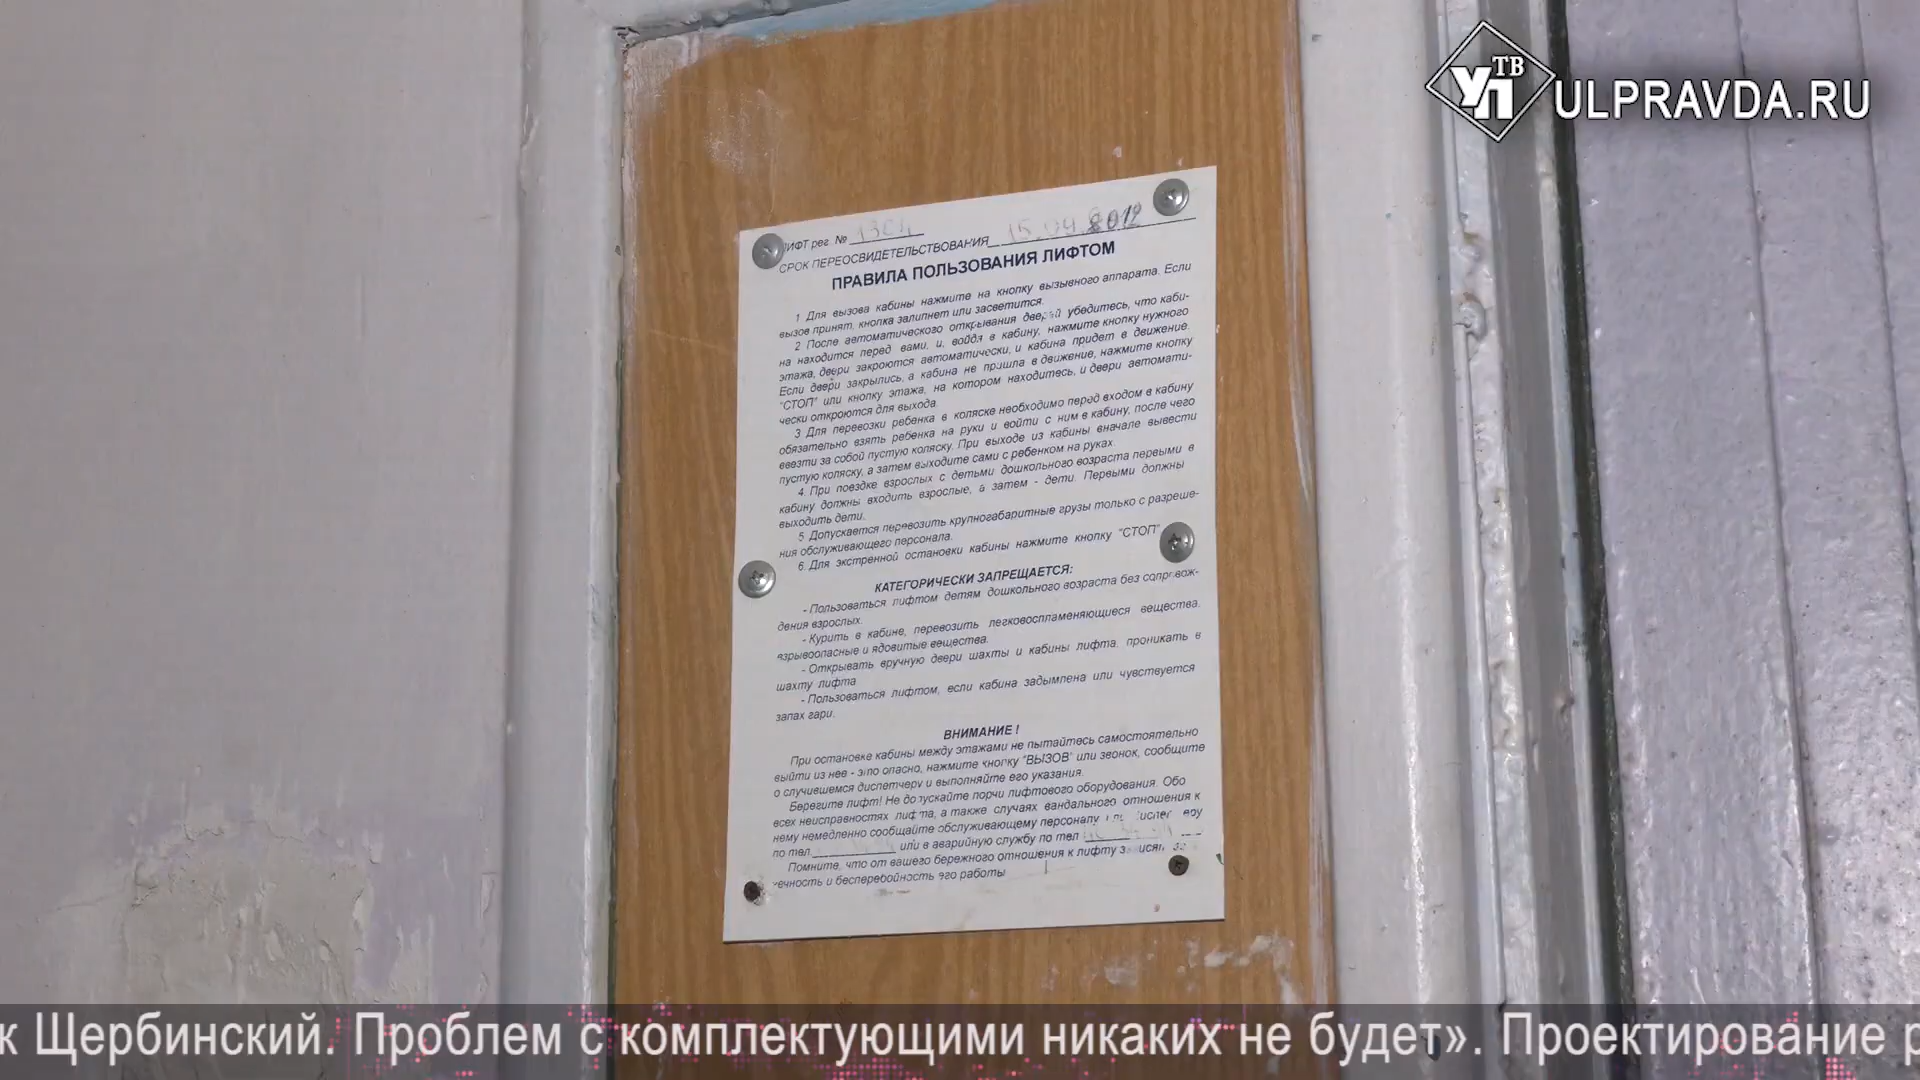 УП ТВ
ULPRAVDA.RU
ЛИФТ рег. №
СРОК ПЕРЕОСВИДЕТЕЛЬСТВОВАНИЯ 15.04. 2012
ПРАВИЛА ПОЛЬЗОВАНИЯ ЛИФТОМ
1 Для вызова кабины нажмите на кнопку вызывного аппарата. Если
вызов принят, кнопка залипнет или засветится.
2 После автоматического открывания дверей убедитесь, что каби-
на находится перед вами, и, войдя в кабину, нажмите кнопку нужного
этажа, двери закроются автоматически, и кабина придет в движение.
Если двери закрылись, а кабина не пришла в движение, нажмите кнопку
"СТОП" или кнопку этажа, на котором находитесь, и двери автомати-
чески откроются для выхода.
3 Для перевозки ребенка в коляске необходимо перед входом в кабину
обязательно взять ребенка на руки и войти с ним в кабину, после чего
ввезти за собой пустую коляску. При выходе из кабины вначале вывести
пустую коляску, а затем выходите сами с ребенком на руках.
4. При поездке взрослых с детьми дошкольного возраста первыми в
кабину должны входить взрослые, а затем - дети. Первыми должны
выходить дети.
5 Допускается перевозить крупногабаритные грузы только с разреше-
ния обслуживающего персонала.
6. Для экстренной остановки кабины нажмите кнопку "СТОП"
КАТЕГОРИЧЕСКИ ЗАПРЕЩАЕТСЯ:
- Пользоваться лифтом детям дошкольного возраста без сопровож-
дения взрослых.
- Курить в кабине, перевозить легковоспламеняющиеся вещества,
взрывоопасные и ядовитые вещества.
- Открывать вручную двери шахты и кабины лифта, проникать в
шахту лифта
- Пользоваться лифтом, если кабина задымлена или чувствуется
запах гари.
ВНИМАНИЕ !
При остановке кабины между этажами не пытайтесь самостоятельно
выйти из нее - это опасно, нажмите кнопку "ВЫЗОВ" или звонок, сообщите
о случившемся диспетчеру и выполняйте его указания.
Берегите лифт! Не допускайте порчи лифтового оборудования. Обо
всех неисправностях лифта, а также случаях вандального отношения к
нему немедленно сообщайте обслуживающему персоналу или диспетчеру
по тел. или в аварийную службу по тел.
Помните, что от вашего бережного отношения к лифту зависят
вечность и бесперебойность его работы
к Щербинский. Проблем с комплектующими никаких не будет». Проектирование р